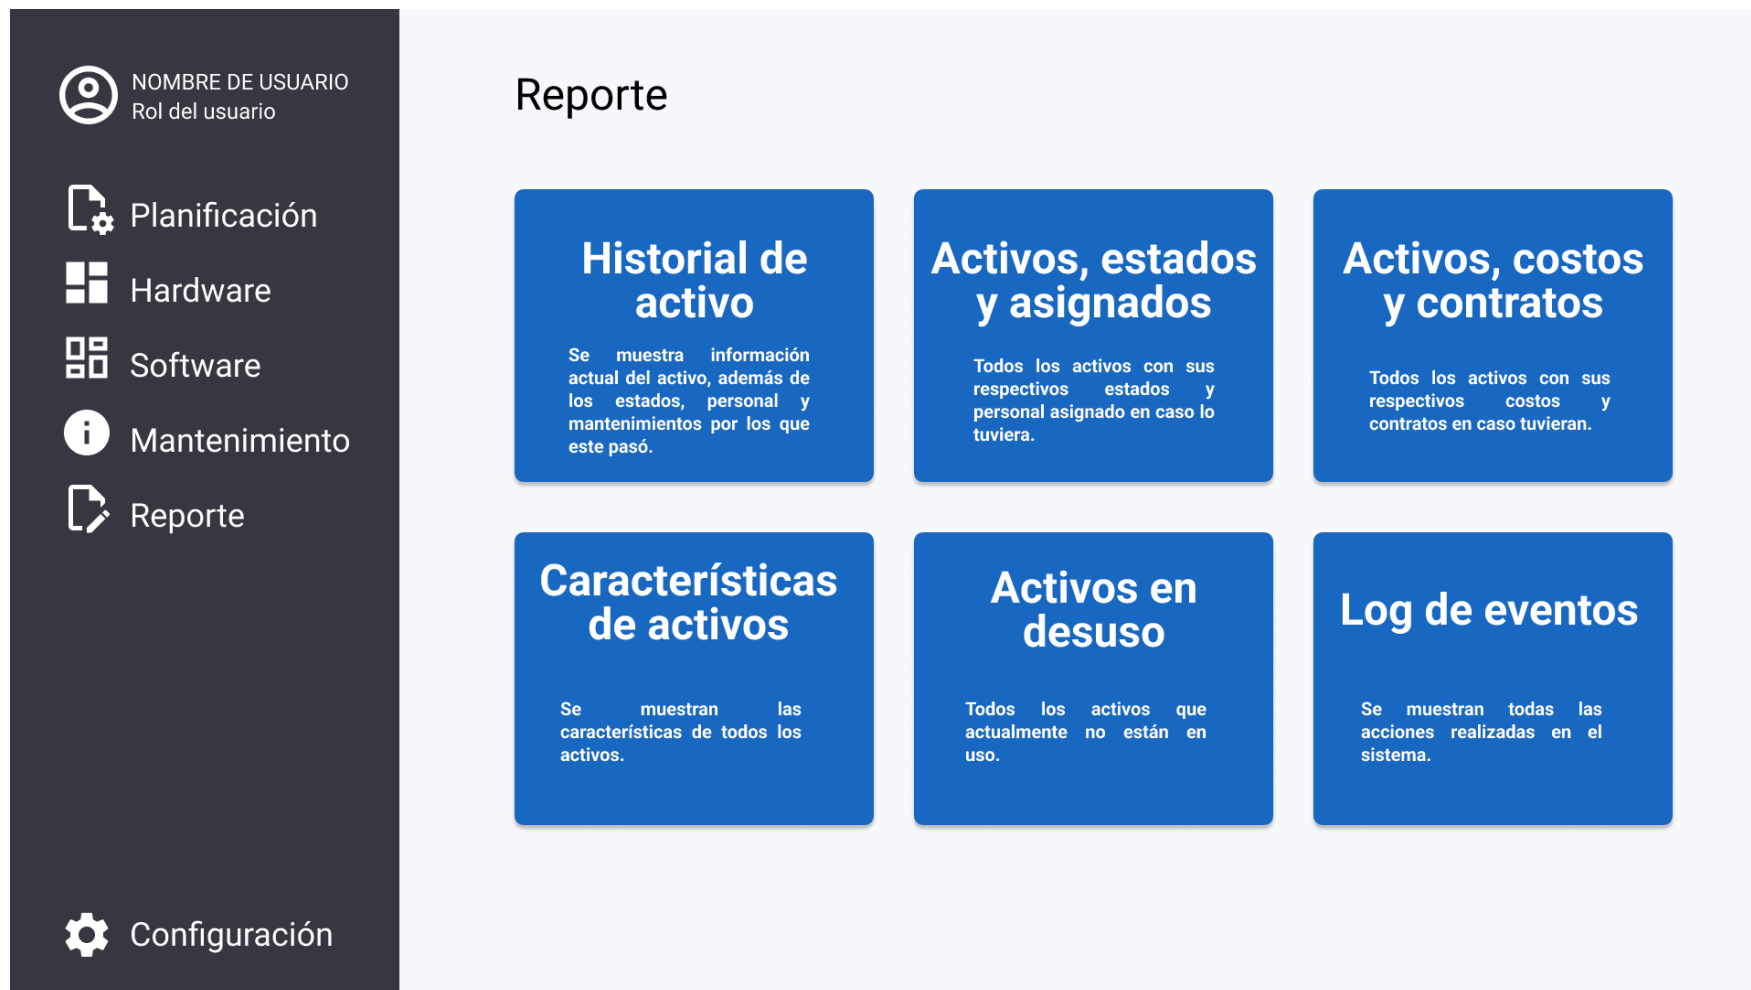 NOMBRE DE USUARIO
Rol del usuario
Planificación
Hardware
Software
Mantenimiento
Reporte
Configuración
Reporte
Historial de
activo
Se muestra información
actual del activo, además de
los estados, personal y
mantenimientos por los que
este pasó.
Activos, estados
y asignados
Todos los activos con sus
respectivos estados y
personal asignado en caso lo
tuviera.
Activos, costos
y contratos
Todos los activos con sus
respectivos costos y
contratos en caso tuvieran.
Características
de activos
Se muestran las
características de todos los
activos.
Activos en
desuso
Todos los activos que
actualmente no están en
uso.
Log de eventos
Se muestran todas las
acciones realizadas en el
sistema.